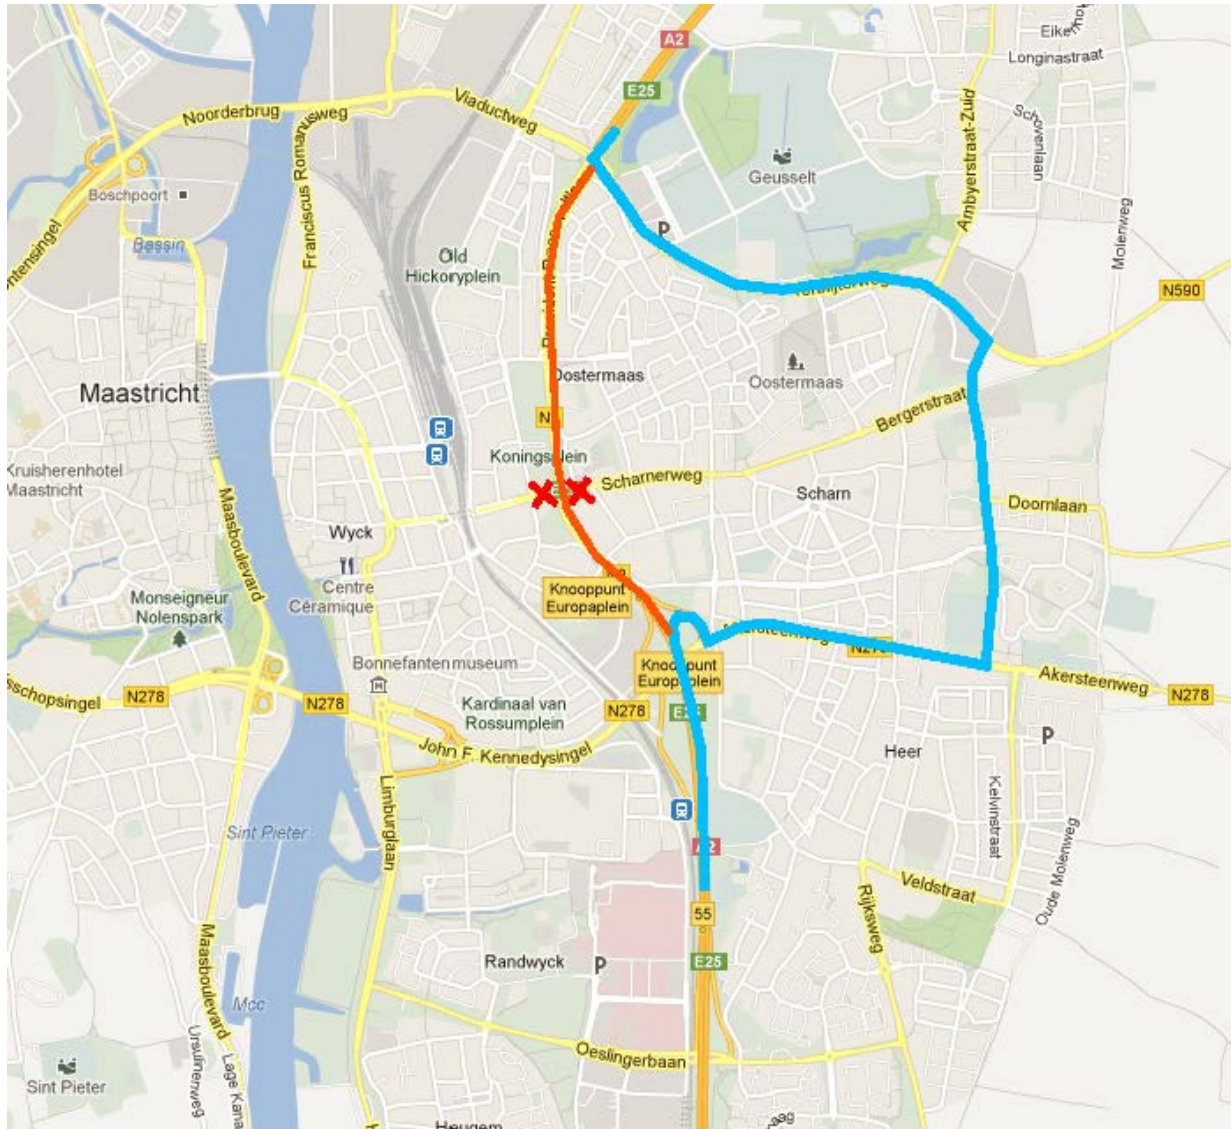 A2
Eiken
Longinastraat
E25
Viaductweg
Noorderbrug
Franciscus Romanusweg
Schovenlaan
Ambyerstraat-Zuid
Geusselt
Boschpoort
Molenweg
Bassin
P
Old
Hickoryplein
N590
Oostermaas
Oostermaas
Maastricht
Bergerstraat
Koningsplein
Kruisherenhotel
Maastricht
Scharnerweg
Scharn
Doornlaan
Maasboulevard
Wyck
Centre
Céramique
Knooppunt
Europaplein
Monseigneur
Nolenspark
Bonnefantenmuseum
Knooppunt
Europaplein
Akersteenweg
N278
N278
N278
Kardinaal van
Rossumplein
N278
E25
P
John F. Kennedysingel
Heer
Kelvinstraat
Limburglaan
Sint Pieter
A2
Veldstraat
Oude Molenweg
Rijksweg
55
Maasboulevard
Randwyck
P
E25
Mcc
Oeslingerbaan
Ursulinenweg
Lage Kana
Sint Pieter
Heugem